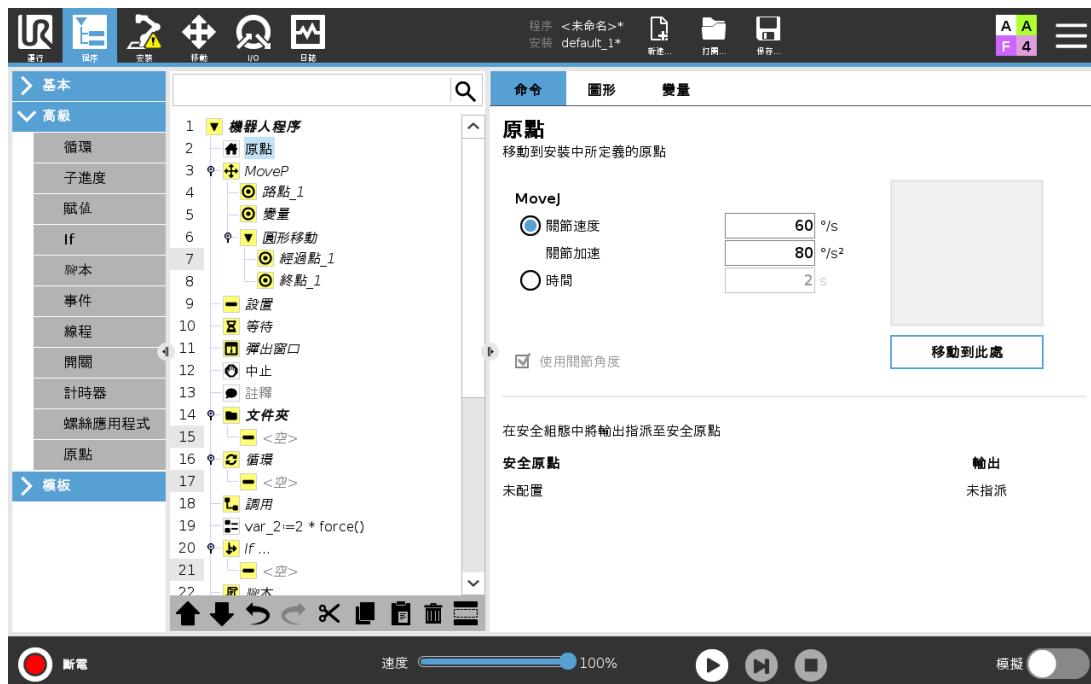 UR
運行
程序
安裝
移動
I/O
日誌
程序 <未命名>*
安裝 default_1*
新建...
打開...
保存...
A A
F 4
基本
高級
循環
子進度
賦值
If
腳本
事件
線程
開關
計時器
螺絲應用程式
原點
模板
1 機器人程序
2 原點
3 MoveP
4 路點_1
5 變量
6 圓形移動
7 經過點_1
8 終點_1
9 設置
10 等待
11 彈出窗口
12 中止
13 註釋
14 文件夾
15 <空>
16 循環
17 <空>
18 調用
19 var_2:=2 * force()
20 If ...
21 <空>
22 腳本
命令 圖形 變量
原點
移動到安裝中所定義的原點
MoveJ
關節速度 60 °/s
關節加速 80 °/s²
時間 2 s
使用關節角度
移動到此處
在安全組態中將輸出指派至安全原點
安全原點 輸出
未配置 未指派
斷電
速度 100%
模擬